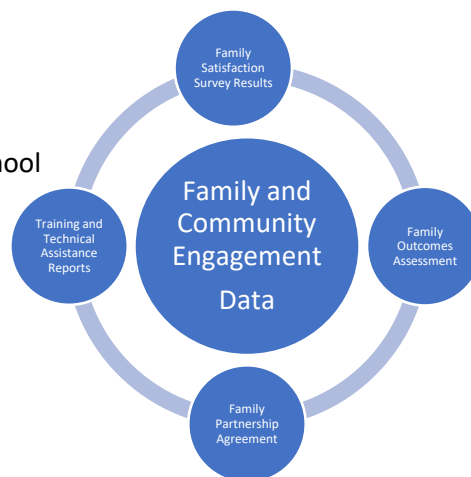 Family
Satisfaction
Survey Results
Training and
Technical
Assistance
Reports
Family and
Community
Engagement
Data
Family
Outcomes
Assessment
Family
Partnership
Agreement